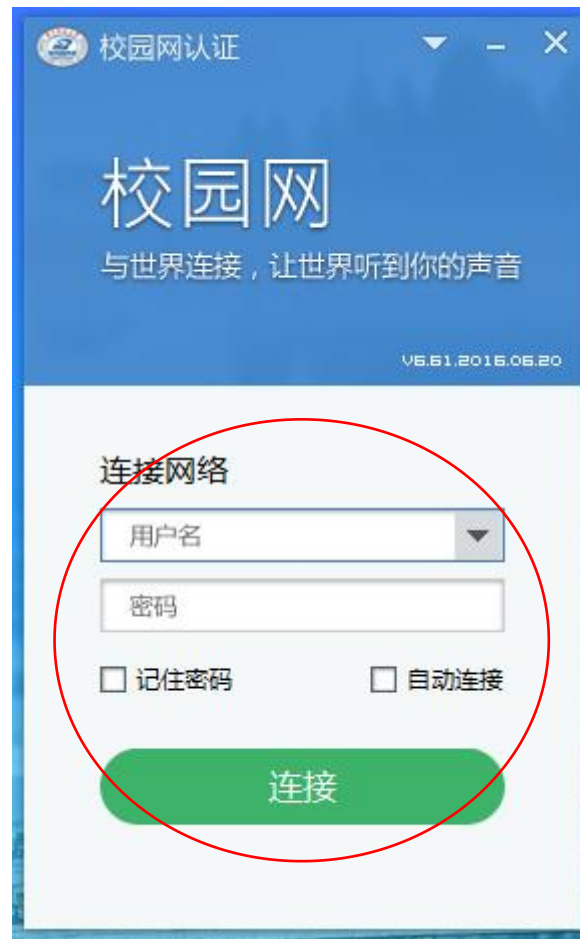 校园网认证
校园网
与世界连接，让世界听到你的声音
V6.61.2016.06.20
连接网络
用户名
密码
记住密码 自动连接
连接